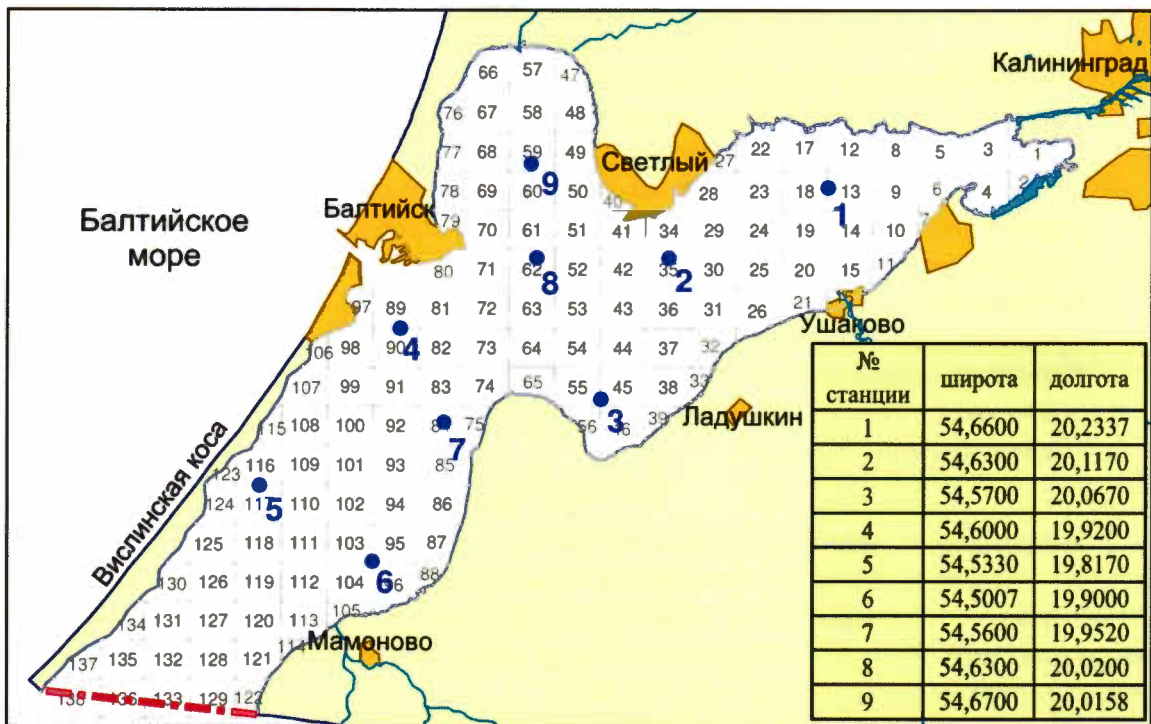 Калининград
66 57 47
76 67 58 48
77 68 59 49 Светлый 27 22 17 12 8 5 3 1
78 69 60 50 40 28 23 18 13 9 6 4 2
9 1
Балтийское
море
Балтийск
79 70 61 51 41 34 29 24 19 14 10 7
80 71 62 52 42 35 30 25 20 15 11
8 2
97 89 81 72 63 53 43 36 31 26 21 16
Ушаково
4
106 98 90 82 73 64 54 44 37 32
107 99 91 83 74 65 55 45 38 33
3
Ладушкин
115 108 100 92 84 75 56 46 39
7
123 116 109 101 93 85
124 117 110 102 94 86
5
Вислинская коса
125 118 111 103 95 87
130 126 119 112 104 96 88
6
134 131 127 120 113 105
Мамоново
137 135 132 128 121 114
138 136 133 129 122
№ станции широта долгота
1 54,6600 20,2337
2 54,6300 20,1170
3 54,5700 20,0670
4 54,6000 19,9200
5 54,5330 19,8170
6 54,5007 19,9000
7 54,5600 19,9520
8 54,6300 20,0200
9 54,6700 20,0158